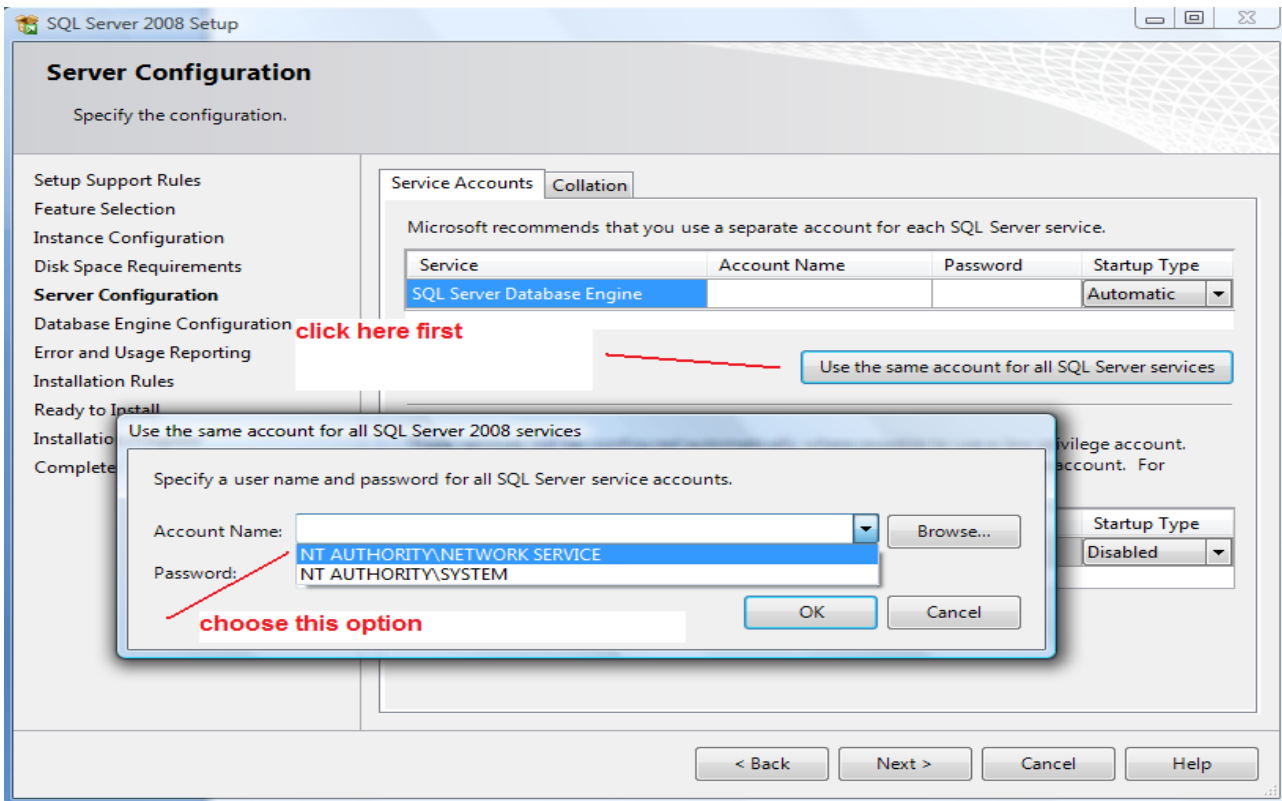 SQL Server 2008 Setup
Server Configuration
Specify the configuration.
Setup Support Rules
Feature Selection
Instance Configuration
Disk Space Requirements
Server Configuration
Database Engine Configuration
Error and Usage Reporting
Installation Rules
Ready to Install
Installatio
Complete
Service Accounts
Collation
Microsoft recommends that you use a separate account for each SQL Server service.
Service Account Name Password Startup Type
SQL Server Database Engine Automatic
click here first
Use the same account for all SQL Server services
ivilege account.
account. For
Startup Type
Disabled
Use the same account for all SQL Server 2008 services
Specify a user name and password for all SQL Server service accounts.
Account Name: Browse...
NT AUTHORITY\NETWORK SERVICE
Password: NT AUTHORITY\SYSTEM
choose this option
OK Cancel
< Back Next > Cancel Help